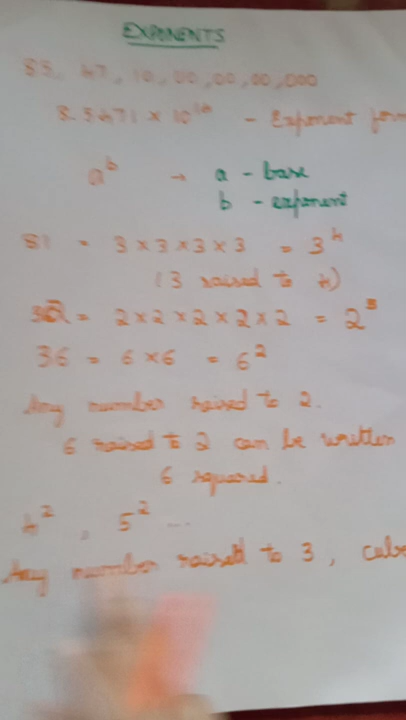 EXPONENTS
85, 47, 10, 00, 00, 00, 000
8.5471 × 10
- Exponent form
a^b → a - base
b - exponent
81 = 3 × 3 × 3 × 3 = 3^4
(3 raised to 4)
32 = 2 × 2 × 2 × 2 × 2 = 2^5
36 = 6 × 6 = 6^2
Any number raised to 2.
6 raised to 2 can be written
6 squared.
4^2, 5^2 ...
Any number raised to 3, cube